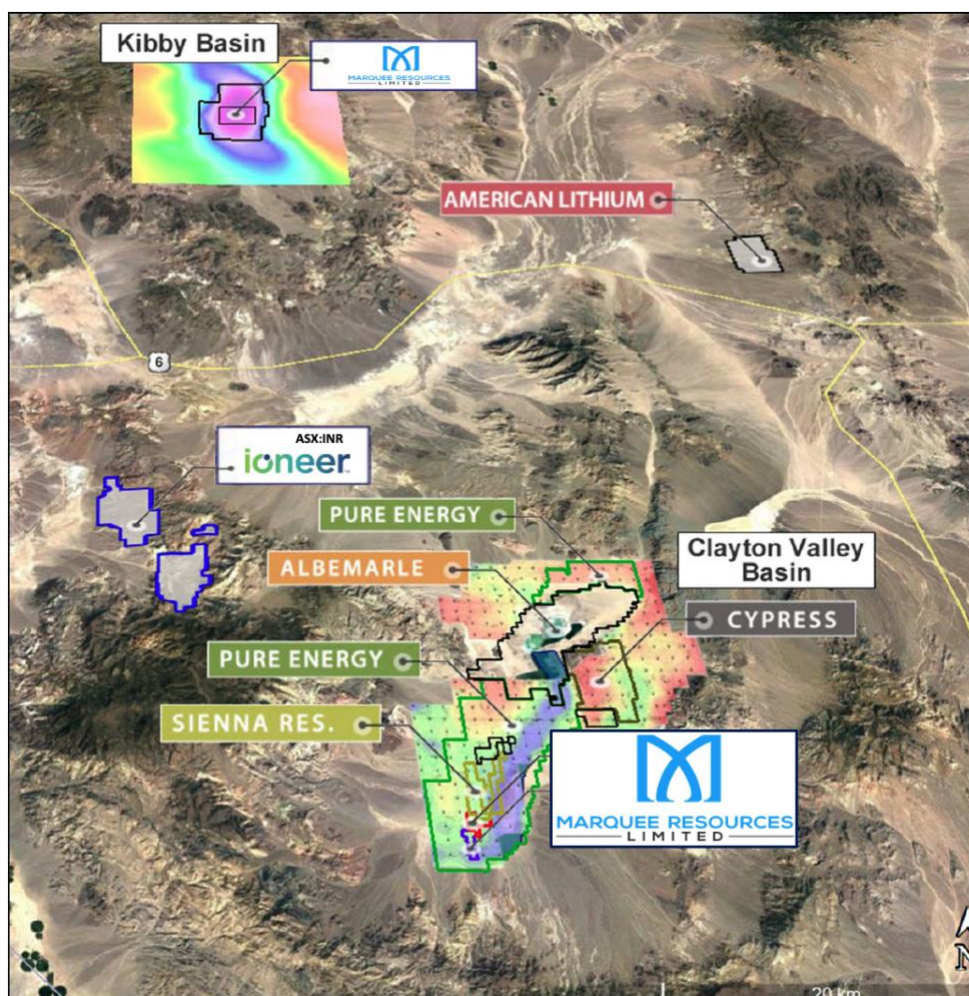 Kibby Basin
MARQUEE RESOURCES
LIMITED
AMERICAN LITHIUM
6
ASX:INR
ioneer
PURE ENERGY
ALBEMARLE
Clayton Valley
Basin
CYPRESS
PURE ENERGY
SIENNA RES.
MARQUEE RESOURCES
LIMITED
N
20 km